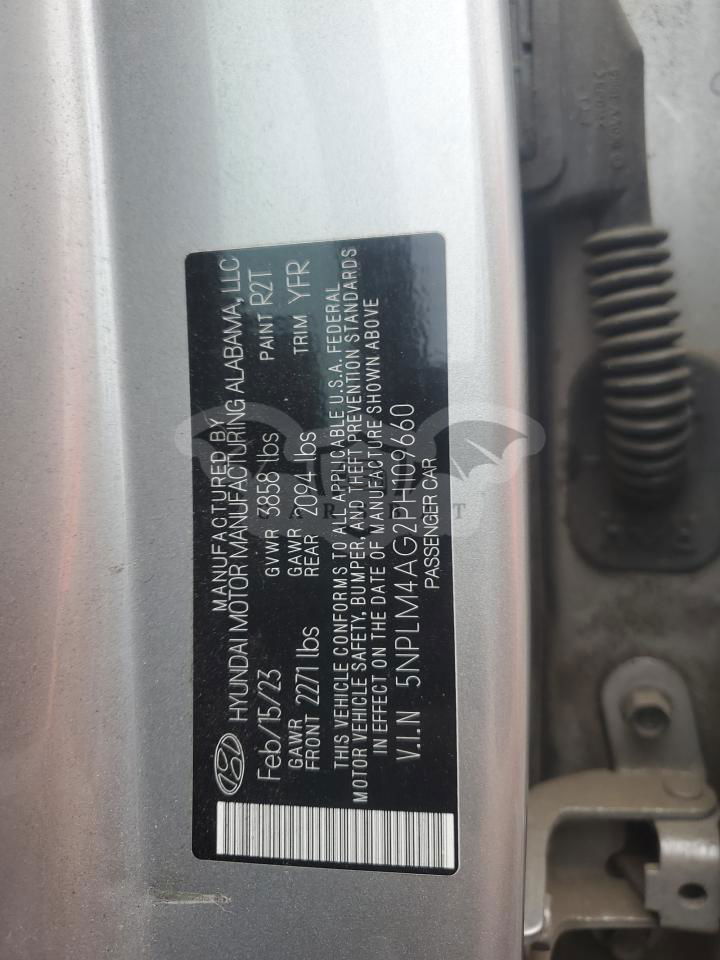 MANUFACTURED BY
HYUNDAI MOTOR MANUFACTURING ALABAMA, LLC
Feb/15/23 GVWR 3858 lbs PAINT R2T
GAWR FRONT 2271 lbs GAWR REAR 2094 lbs TRIM YFR
THIS VEHICLE CONFORMS TO ALL APPLICABLE U.S.A. FEDERAL
MOTOR VEHICLE SAFETY, BUMPER, AND THEFT PREVENTION STANDARDS
IN EFFECT ON THE DATE OF MANUFACTURE SHOWN ABOVE
V.I.N 5NPLM4AG2PH109660
PASSENGER CAR